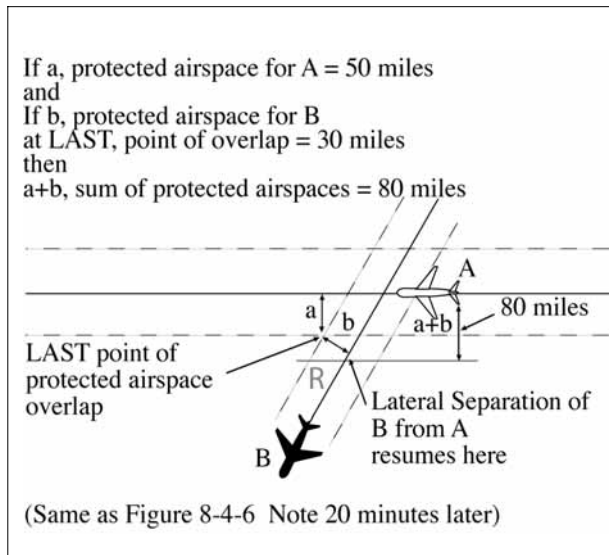 If a, protected airspace for A = 50 miles
and
If b, protected airspace for B
at LAST, point of overlap = 30 miles
then
a+b, sum of protected airspaces = 80 miles
A
a
b
a+b
80 miles
LAST point of
protected airspace
overlap
R
Lateral Separation of
B from A
resumes here
B
(Same as Figure 8-4-6 Note 20 minutes later)